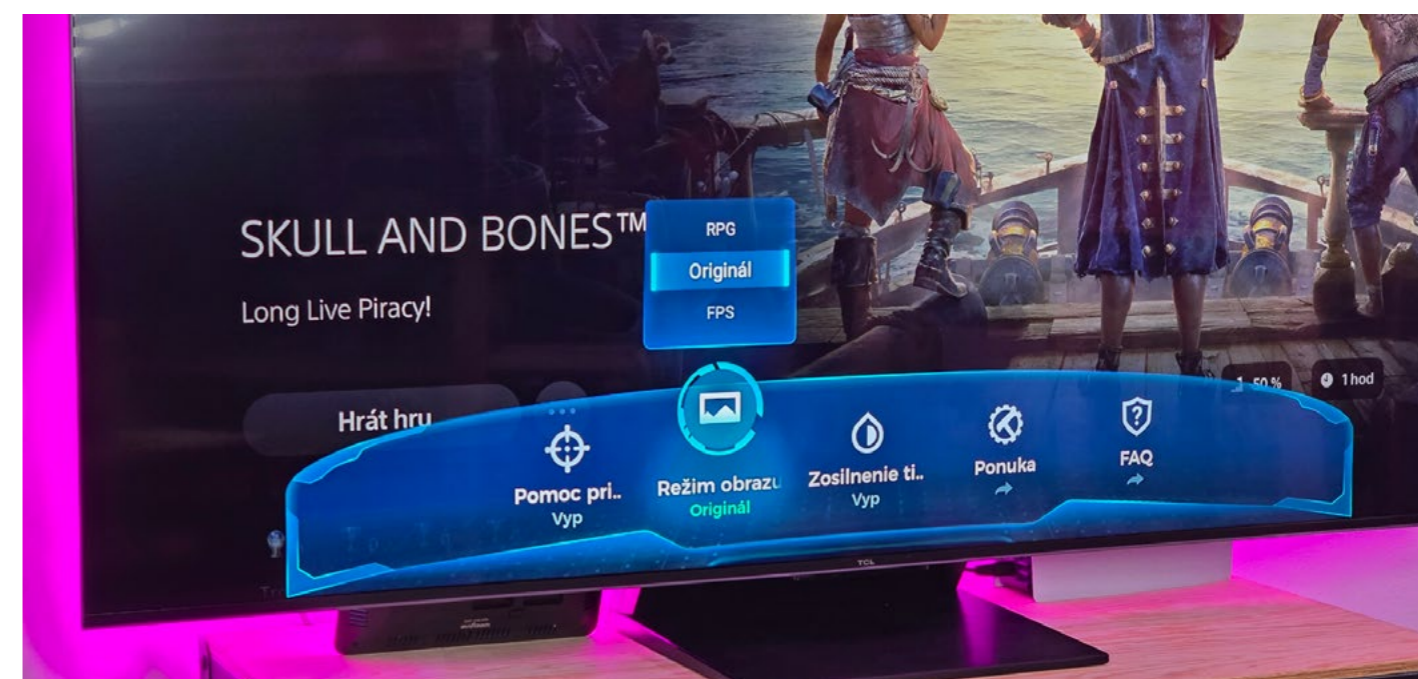 SKULL AND BONES™
Long Live Piracy!
Hrát hru
RPG
Originál
FPS
50 %
1 hod
Pomoc pri..
Vyp
Režim obrazu
Originál
Zosilnenie ti..
Vyp
Ponuka
FAQ
TCL